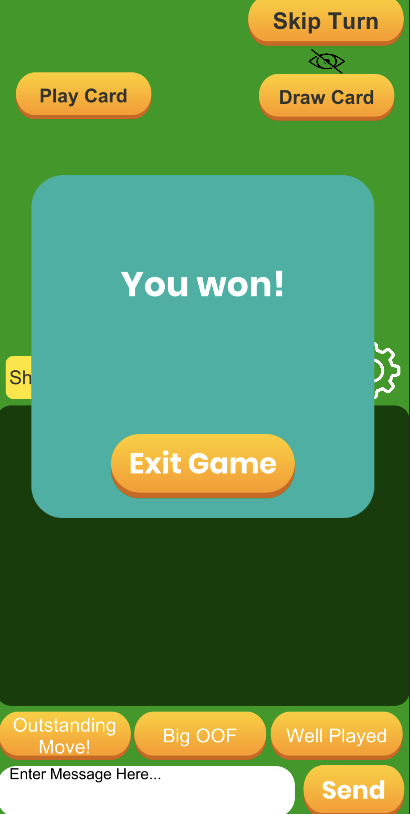 Skip Turn
Play Card
Draw Card
You won!
Sh
Exit Game
Outstanding
Move!
Big OOF
Well Played
Enter Message Here...
Send